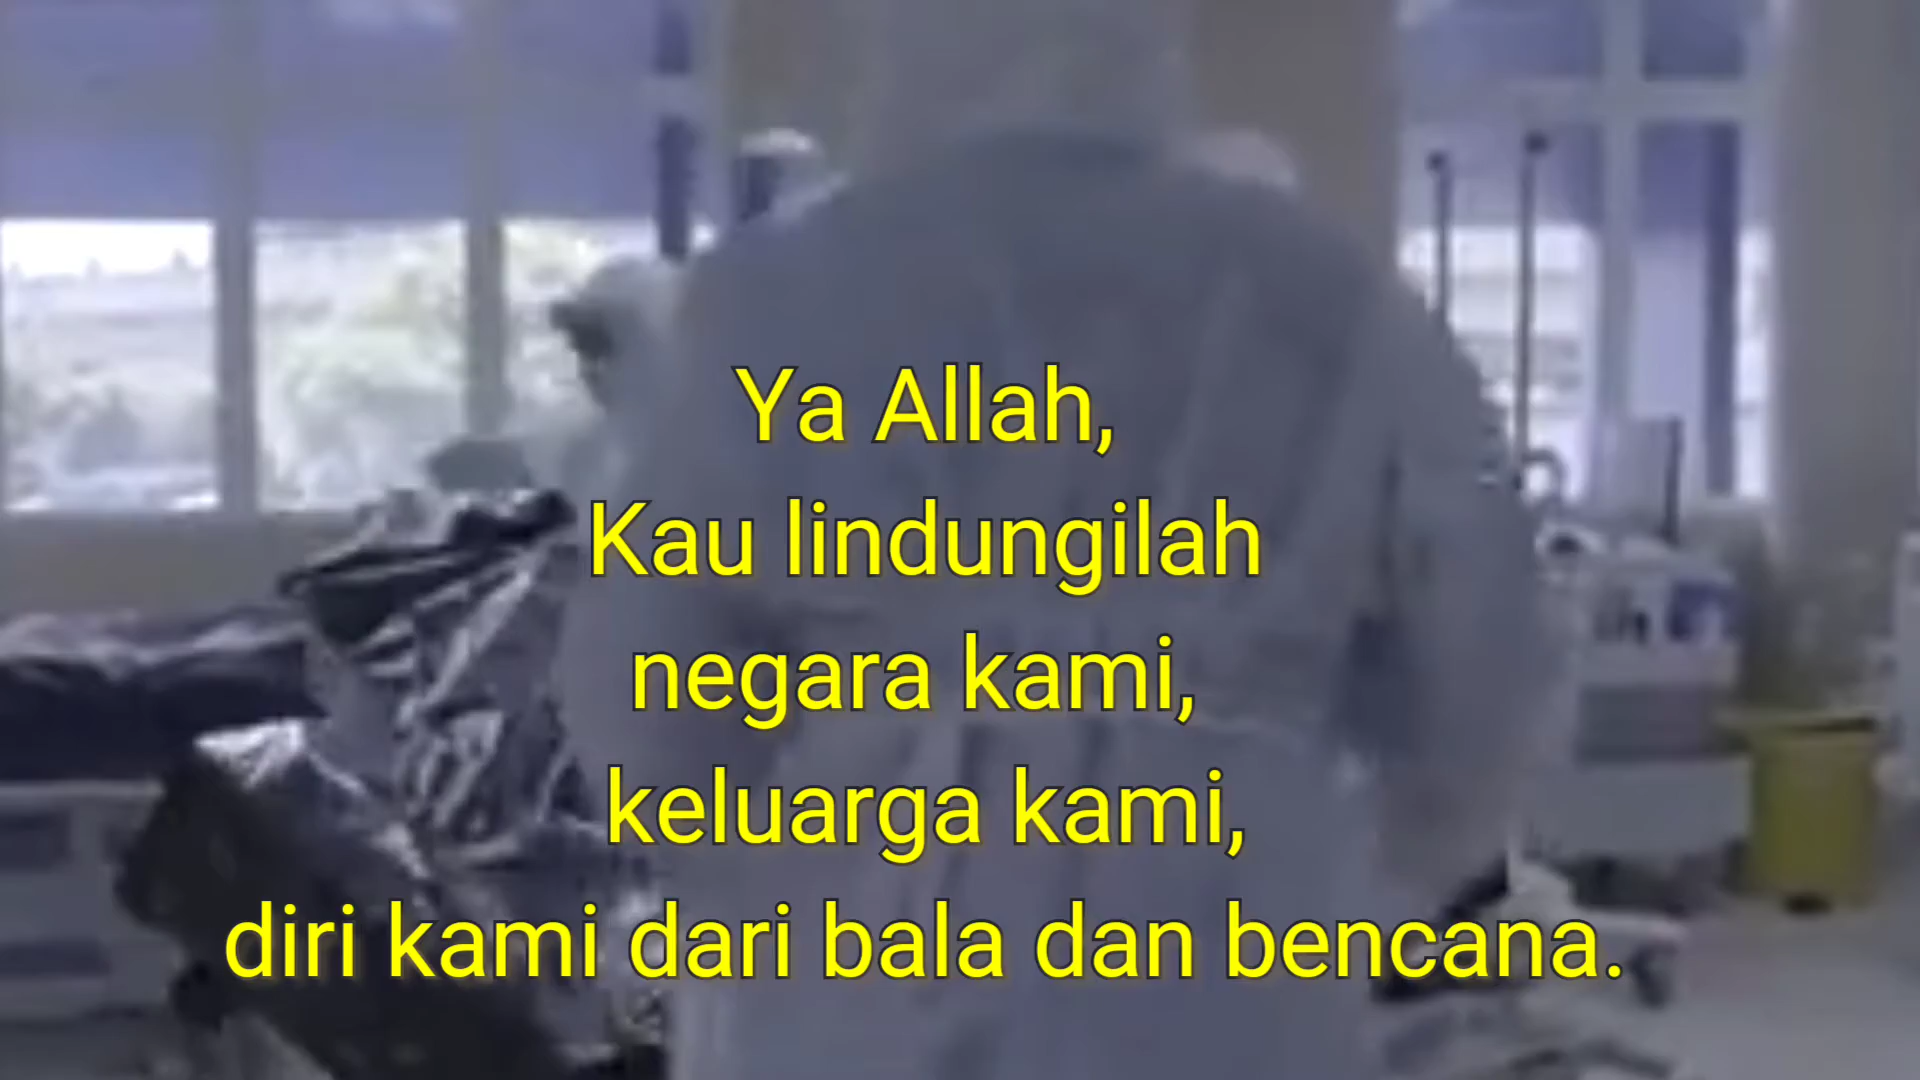 Ya Allah,
Kau lindungilah
negara kami,
keluarga kami,
diri kami dari bala dan bencana.